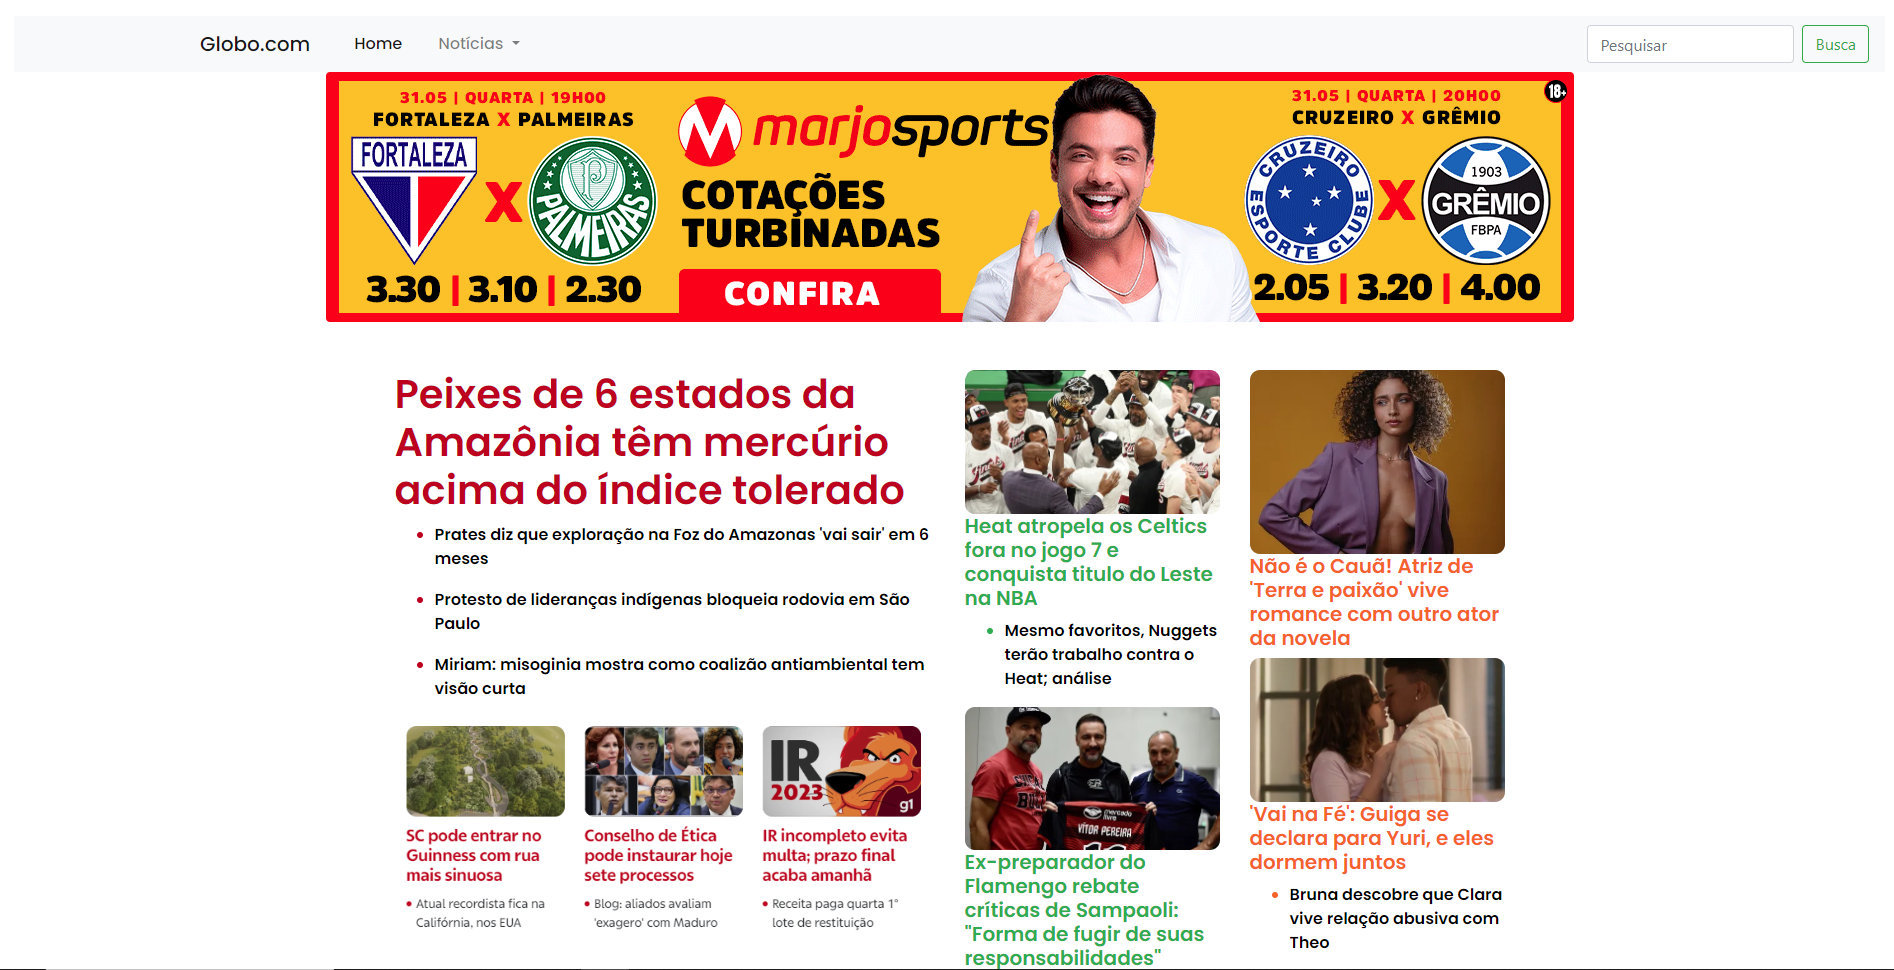 Globo.com
Home
Notícias
Pesquisar
Busca
31.05 | QUARTA | 19H00
FORTALEZA X PALMEIRAS
FORTALEZA
X
P
PALMEIRAS
3.30 | 3.10 | 2.30
M marjosports
COTAÇÕES
TURBINADAS
CONFIRA
18+
31.05 | QUARTA | 20H00
CRUZEIRO X GRÊMIO
CRUZEIRO
ESPORTE CLUBE
X
1903
GRÊMIO
FBPA
2.05 | 3.20 | 4.00
Peixes de 6 estados da
Amazônia têm mercúrio
acima do índice tolerado
Prates diz que exploração na Foz do Amazonas 'vai sair' em 6
meses
Protesto de lideranças indígenas bloqueia rodovia em São
Paulo
Miriam: misoginia mostra como coalizão antiambiental tem
visão curta
SC pode entrar no
Guinness com rua
mais sinuosa
• Atual recordista fica na
Califórnia, nos EUA
Conselho de Ética
pode instaurar hoje
sete processos
• Blog: aliados avaliam
'exagero' com Maduro
IR
2023
g1
IR incompleto evita
multa; prazo final
acaba amanhã
• Receita paga quarta 1°
lote de restituição
Heat atropela os Celtics
fora no jogo 7 e
conquista titulo do Leste
na NBA
Mesmo favoritos, Nuggets
terão trabalho contra o
Heat; análise
mercado
livre
VÍTOR PEREIRA
Ex-preparador do
Flamengo rebate
críticas de Sampaoli:
"Forma de fugir de suas
responsabilidades"
Não é o Cauã! Atriz de
'Terra e paixão' vive
romance com outro ator
da novela
'Vai na Fé': Guiga se
declara para Yuri, e eles
dormem juntos
Bruna descobre que Clara
vive relação abusiva com
Theo